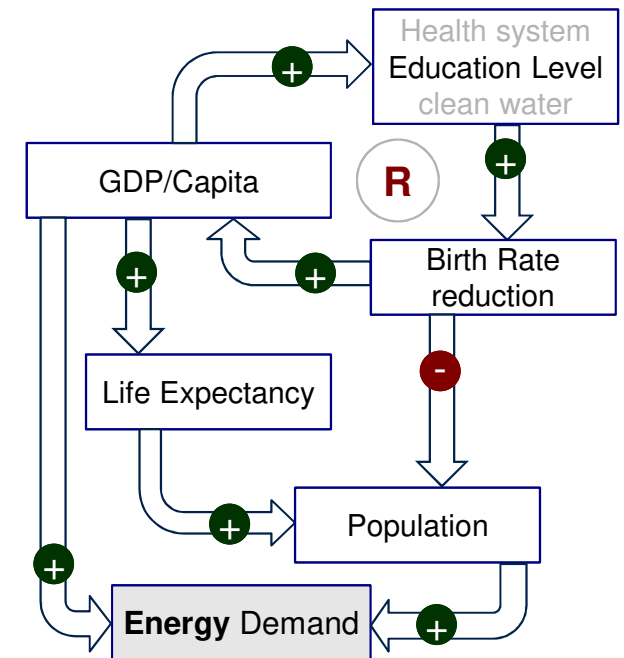 Health system
Education Level
clean water
+
GDP/Capita
R
+
Birth Rate
reduction
+
+
-
Life Expectancy
+
Population
+
Energy Demand
+